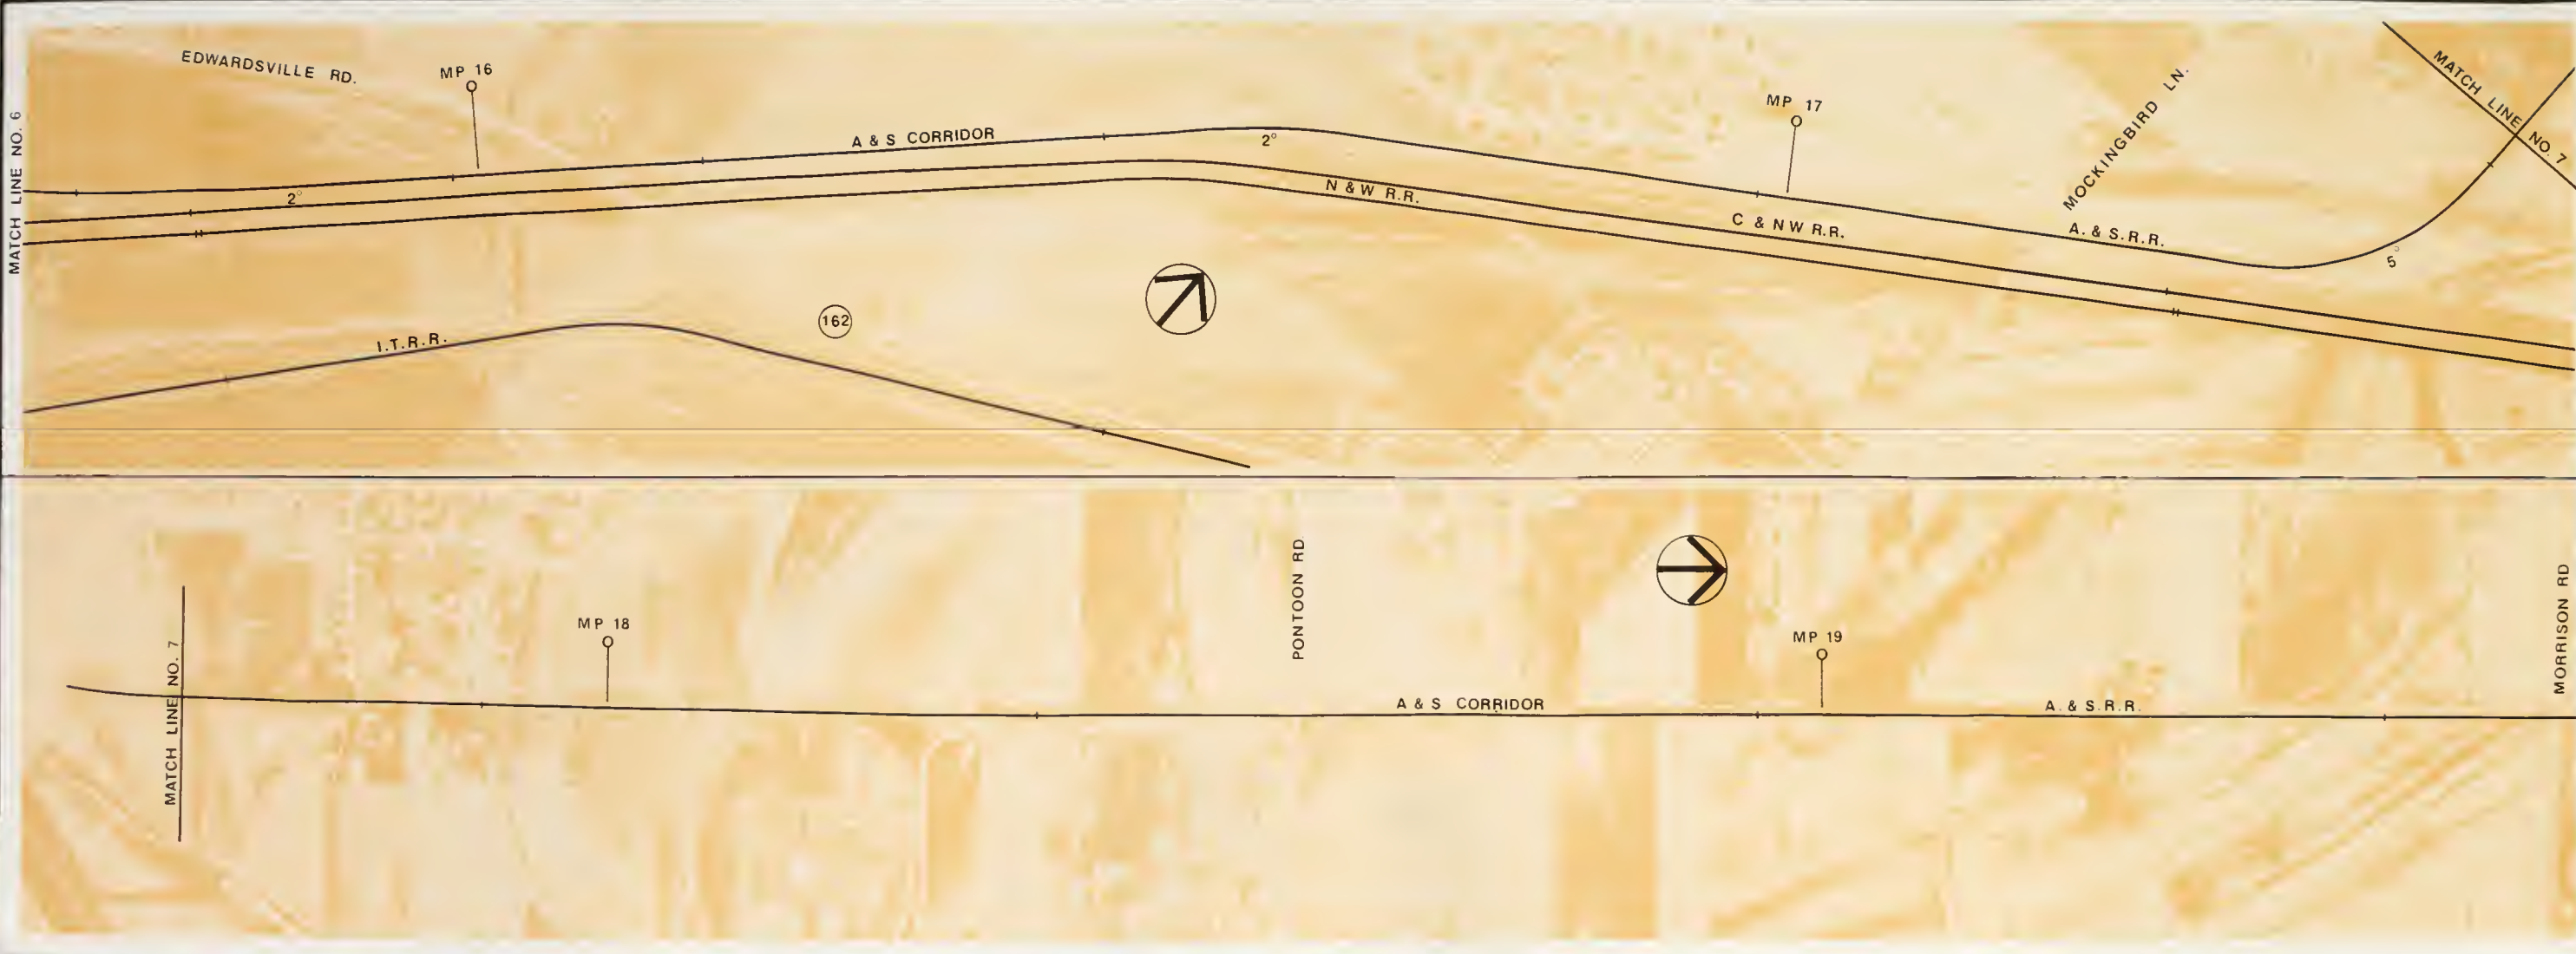 EDWARDSVILLE RD.
MP 16
MATCH LINE NO. 6
A & S CORRIDOR
2°
2°
N & W R.R.
MP 17
C & N W R.R.
MOCKINGBIRD LN.
A. & S. R. R.
5°
MATCH LINE NO. 7
I. T. R. R.
162
MATCH LINE NO. 7
MP 18
PONTOON RD.
A & S CORRIDOR
MP 19
A. & S. R. R.
MORRISON RD